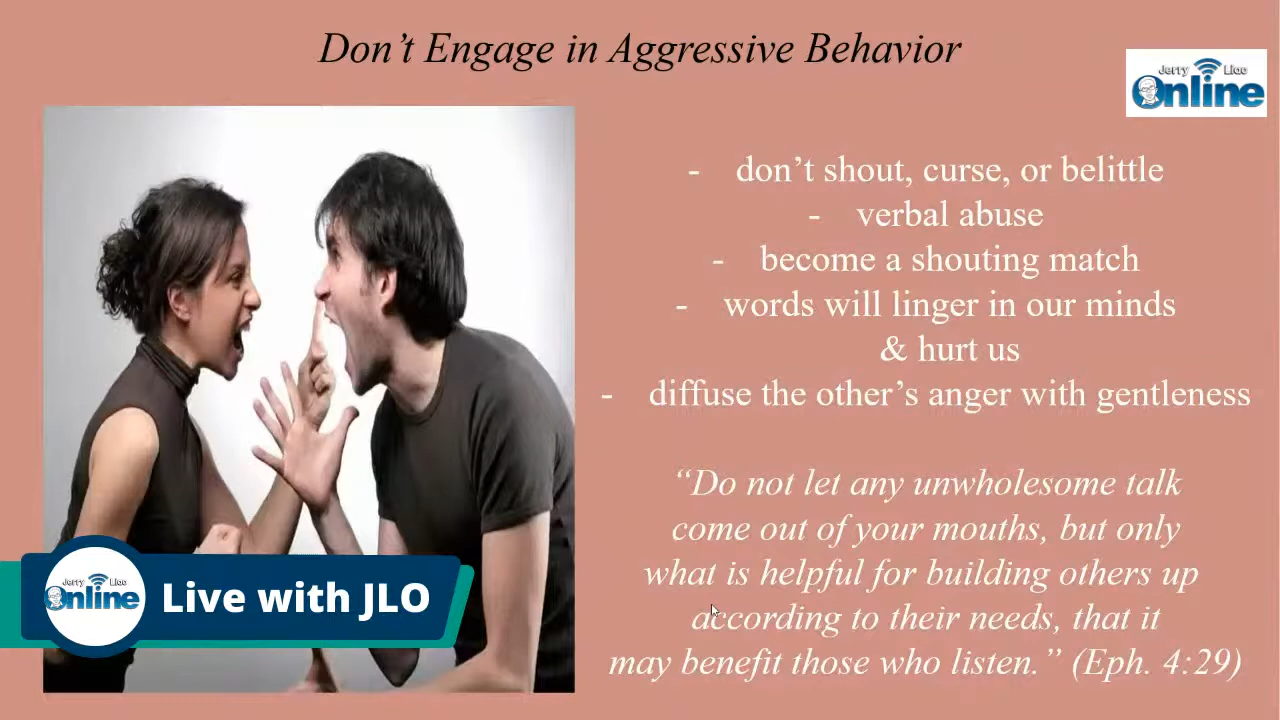 Don’t Engage in Aggressive Behavior
Jerry Liao
Online
- don’t shout, curse, or belittle
- verbal abuse
- become a shouting match
- words will linger in our minds
& hurt us
- diffuse the other’s anger with gentleness
“Do not let any unwholesome talk
come out of your mouths, but only
what is helpful for building others up
according to their needs, that it
may benefit those who listen.” (Eph. 4:29)
Jerry Liao
Online
Live with JLO